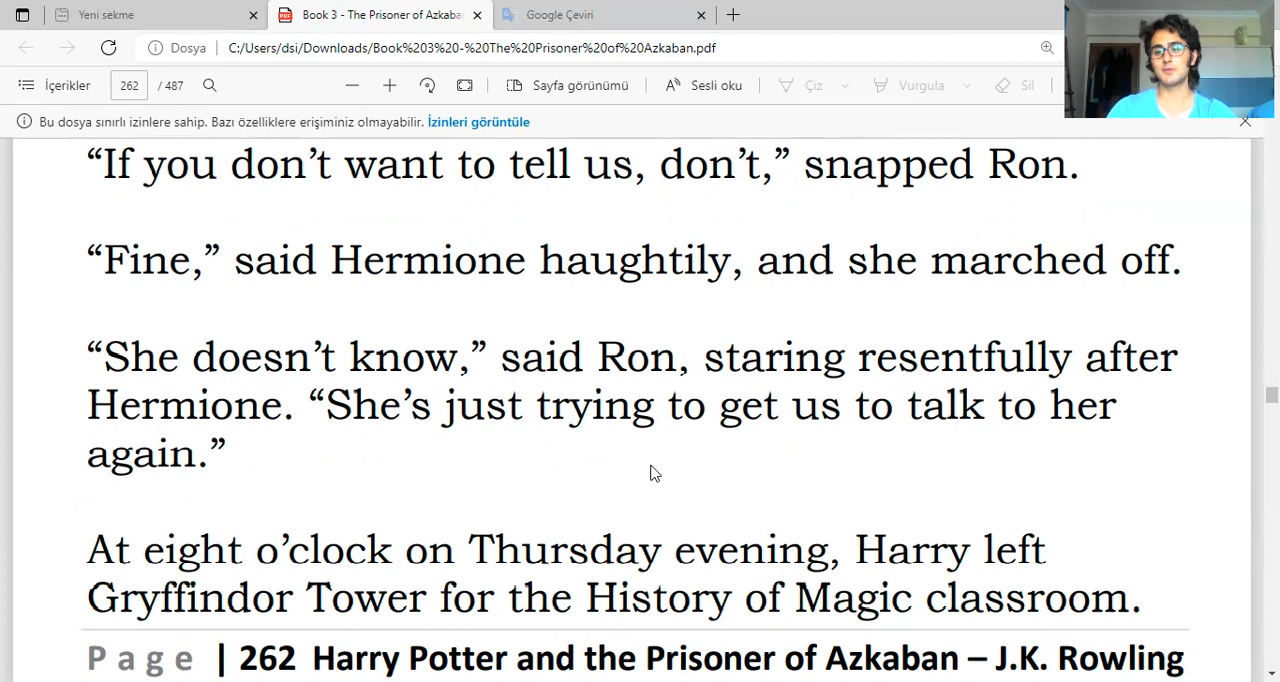 Yeni sekme
Book 3 - The Prisoner of Azkaba
Google Çeviri
Dosya
C:/Users/dsi/Downloads/Book%203%20-%20The%20Prisoner%20of%20Azkaban.pdf
İçerikler 262 / 487 Sayfa görünümü Sesli oku Çiz Vurgula Sil
Bu dosya sınırlı izinlere sahip. Bazı özelliklere erişiminiz olmayabilir. İzinleri görüntüle
“If you don’t want to tell us, don’t,” snapped Ron.
“Fine,” said Hermione haughtily, and she marched off.
“She doesn’t know,” said Ron, staring resentfully after
Hermione. “She’s just trying to get us to talk to her
again.”
At eight o’clock on Thursday evening, Harry left
Gryffindor Tower for the History of Magic classroom.
Page | 262 Harry Potter and the Prisoner of Azkaban – J.K. Rowling